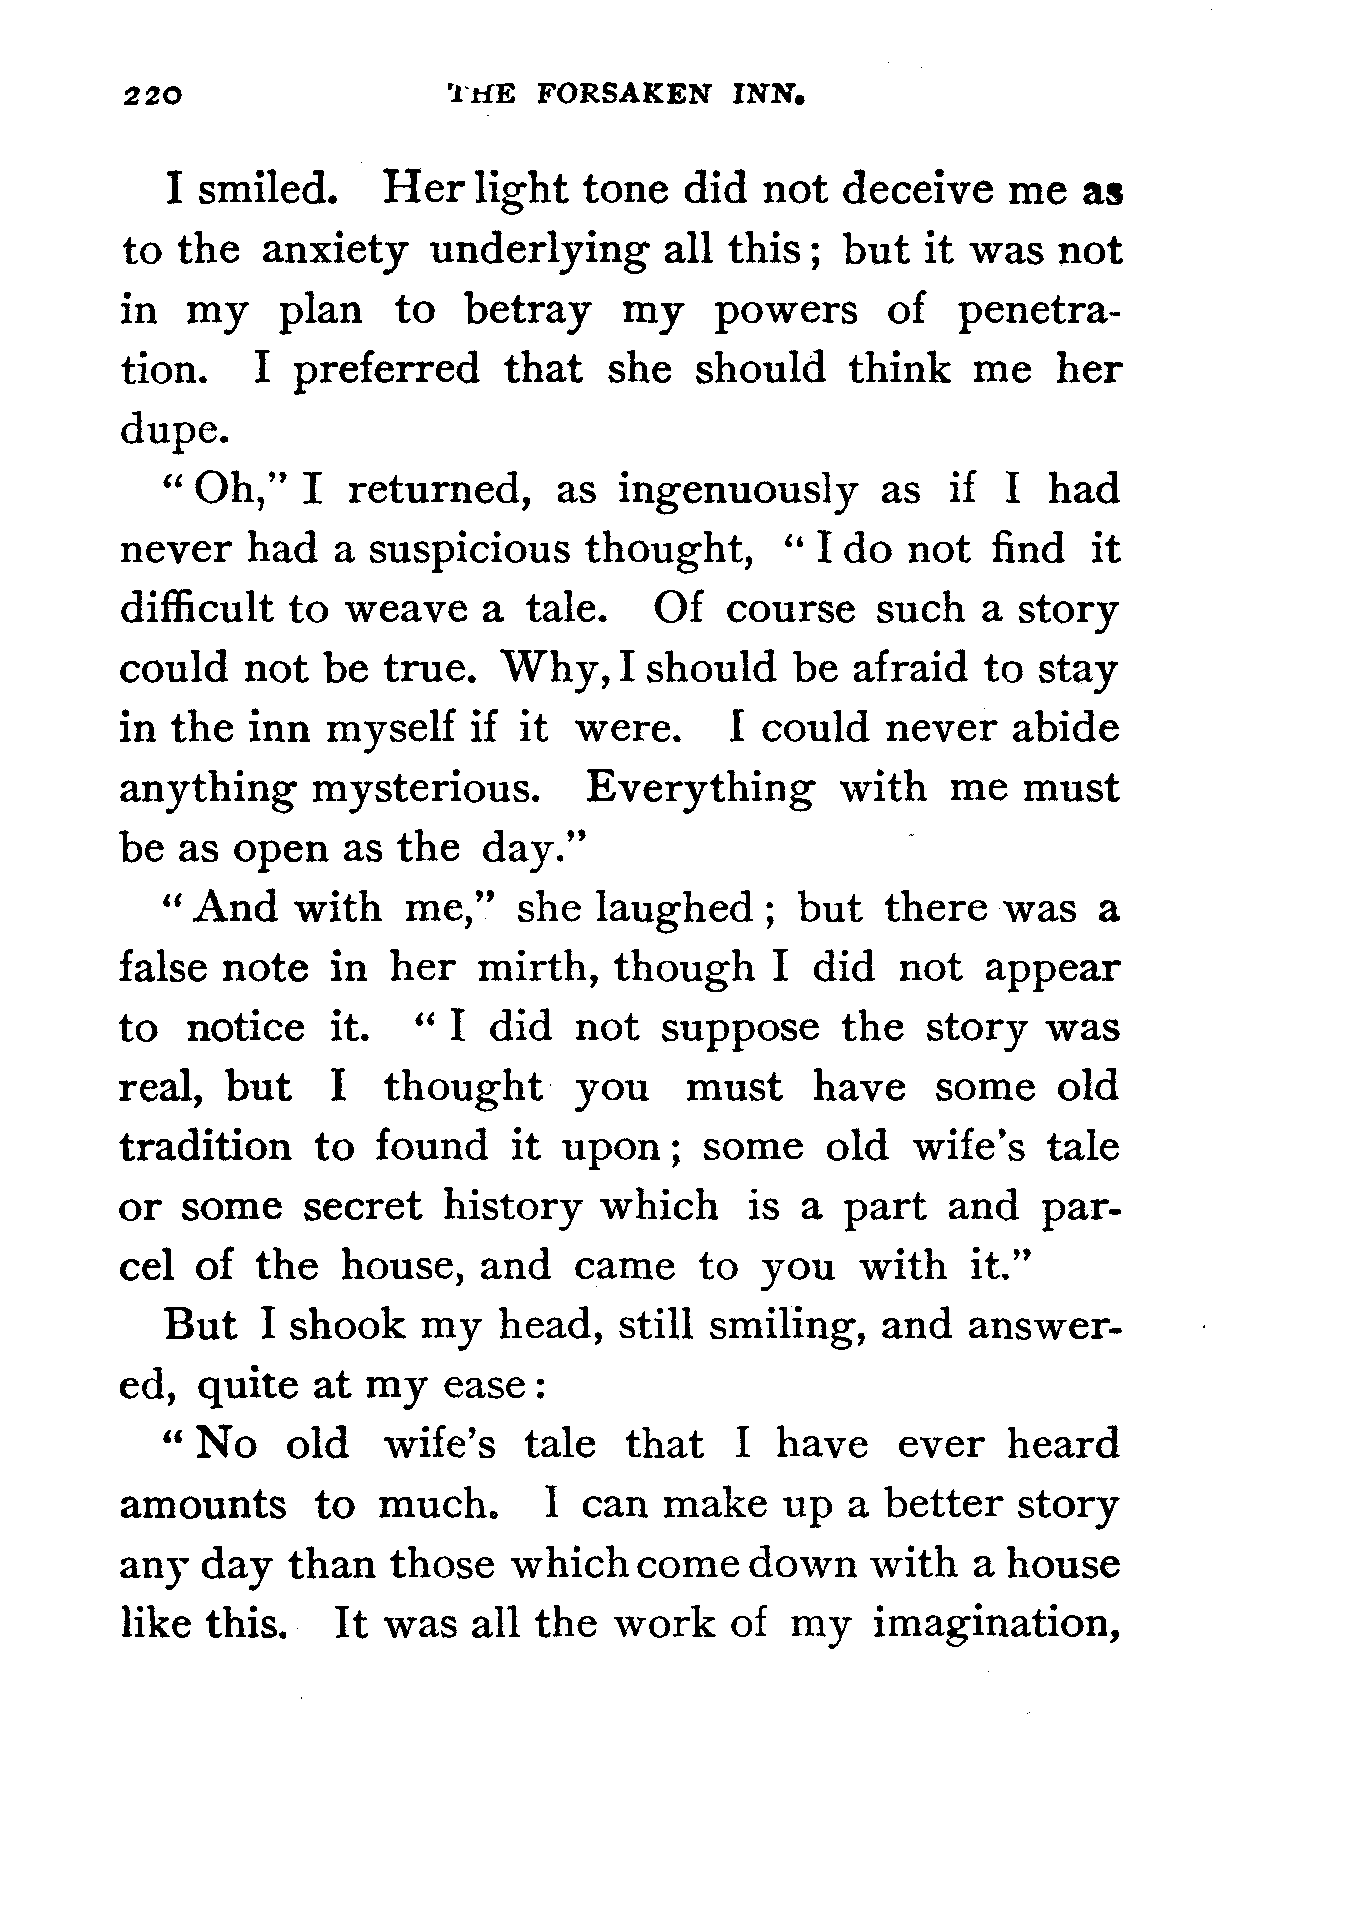 220 THE FORSAKEN INN.
I smiled. Her light tone did not deceive me as
to the anxiety underlying all this; but it was not
in my plan to betray my powers of penetra-
tion. I preferred that she should think me her
dupe.
"Oh," I returned, as ingenuously as if I had
never had a suspicious thought, "I do not find it
difficult to weave a tale. Of course such a story
could not be true. Why, I should be afraid to stay
in the inn myself if it were. I could never abide
anything mysterious. Everything with me must
be as open as the day."
"And with me," she laughed; but there was a
false note in her mirth, though I did not appear
to notice it. "I did not suppose the story was
real, but I thought you must have some old
tradition to found it upon; some old wife's tale
or some secret history which is a part and par-
cel of the house, and came to you with it."
But I shook my head, still smiling, and answer-
ed, quite at my ease:
"No old wife's tale that I have ever heard
amounts to much. I can make up a better story
any day than those which come down with a house
like this. It was all the work of my imagination,